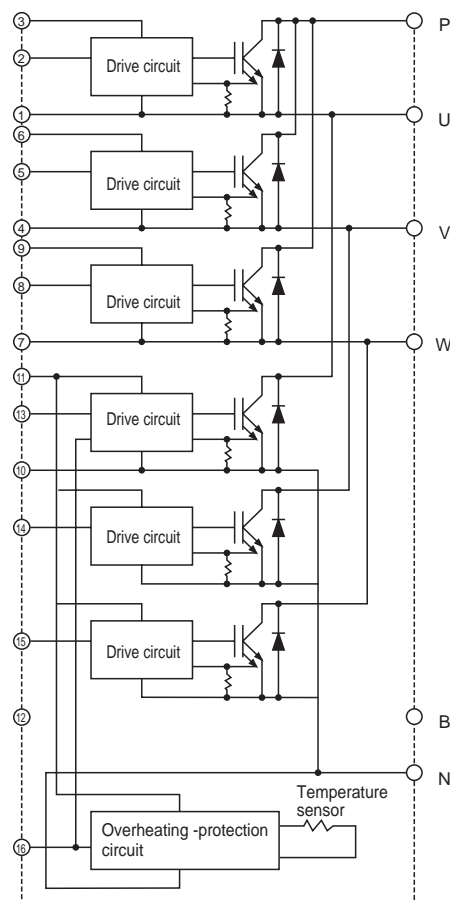 3
P
2
Drive circuit
1
U
6
5
Drive circuit
4
V
9
8
Drive circuit
7
W
11
13
Drive circuit
10
14
Drive circuit
15
Drive circuit
12
B
N
Temperature
sensor
Overheating -protection
circuit
16